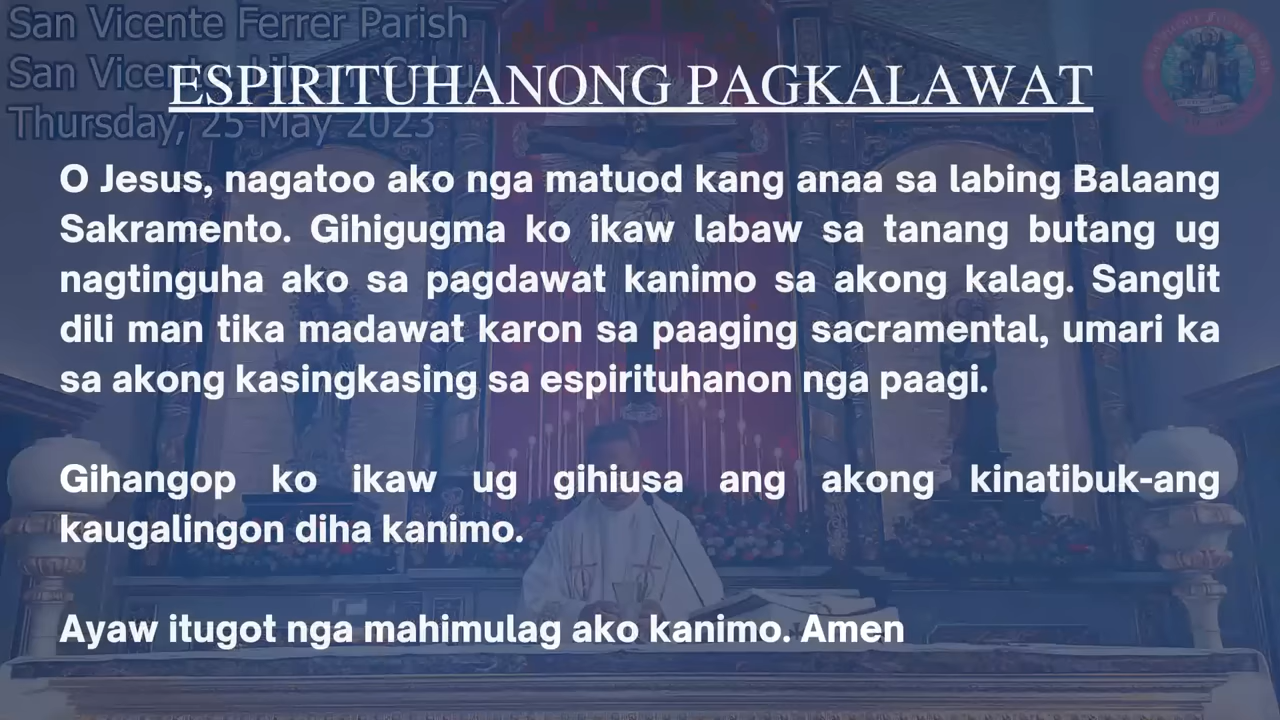 San Vicente Ferrer Parish
San Vicente,
Thursday, 25 May 2023
ESPIRITUHANONG PAGKALAWAT
O Jesus, nagatoo ako nga matuod kang anaa sa labing Balaang
Sakramento. Gihigugma ko ikaw labaw sa tanang butang ug
nagtinguha ako sa pagdawat kanimo sa akong kalag. Sanglit
dili man tika madawat karon sa paaging sacramental, umari ka
sa akong kasingkasing sa espirituhanon nga paagi.
Gihangop ko ikaw ug gihiusa ang akong kinatibuk-ang
kaugalingon diha kanimo.
Ayaw itugot nga mahimulag ako kanimo. Amen